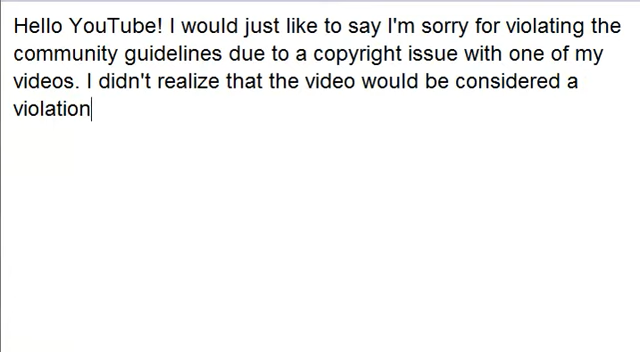 Hello YouTube! I would just like to say I'm sorry for violating the
community guidelines due to a copyright issue with one of my
videos. I didn't realize that the video would be considered a
violation